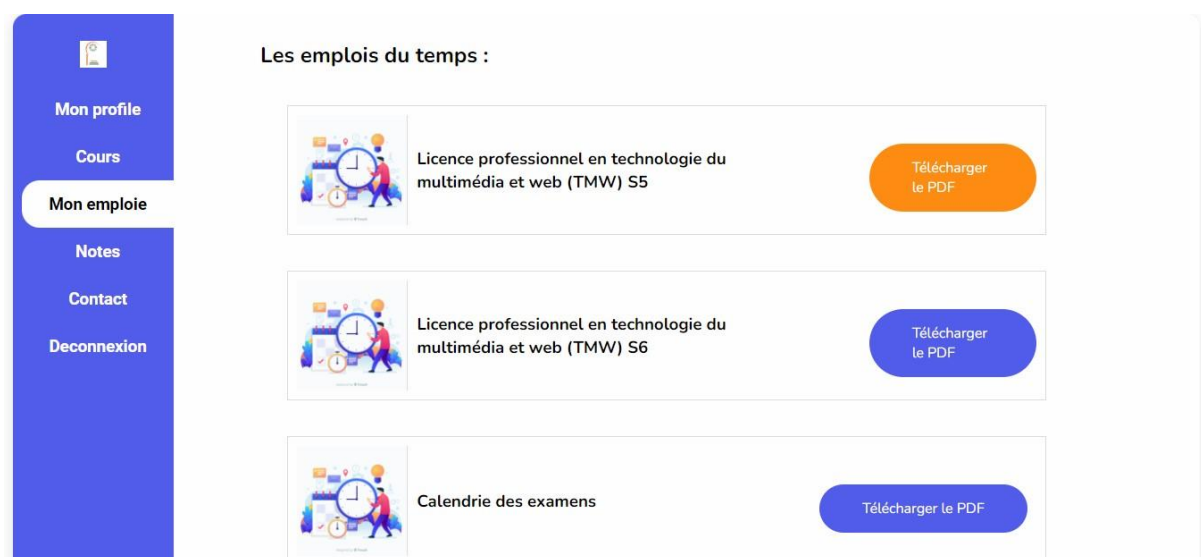 Les emplois du temps :
Mon profile
Cours
Mon emploie
Notes
Contact
Deconnexion
Licence professionnel en technologie du
multimédia et web (TMW) S5
Télécharger
le PDF
Licence professionnel en technologie du
multimédia et web (TMW) S6
Télécharger
le PDF
Calendrie des examens
Télécharger le PDF